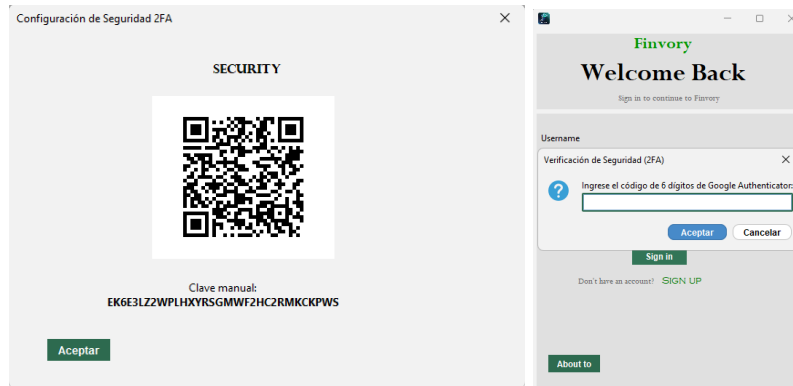 Configuración de Seguridad 2FA
SECURITY
Clave manual:
EK6E3LZ2WPLHXYRSGMWF2HC2RMKCKPWS
Aceptar
Finvory
Welcome Back
Sign in to continue to Finvory
Username
Verificación de Seguridad (2FA)
Ingrese el código de 6 dígitos de Google Authenticator:
Aceptar
Cancelar
Sign in
Don't have an account? SIGN UP
About to